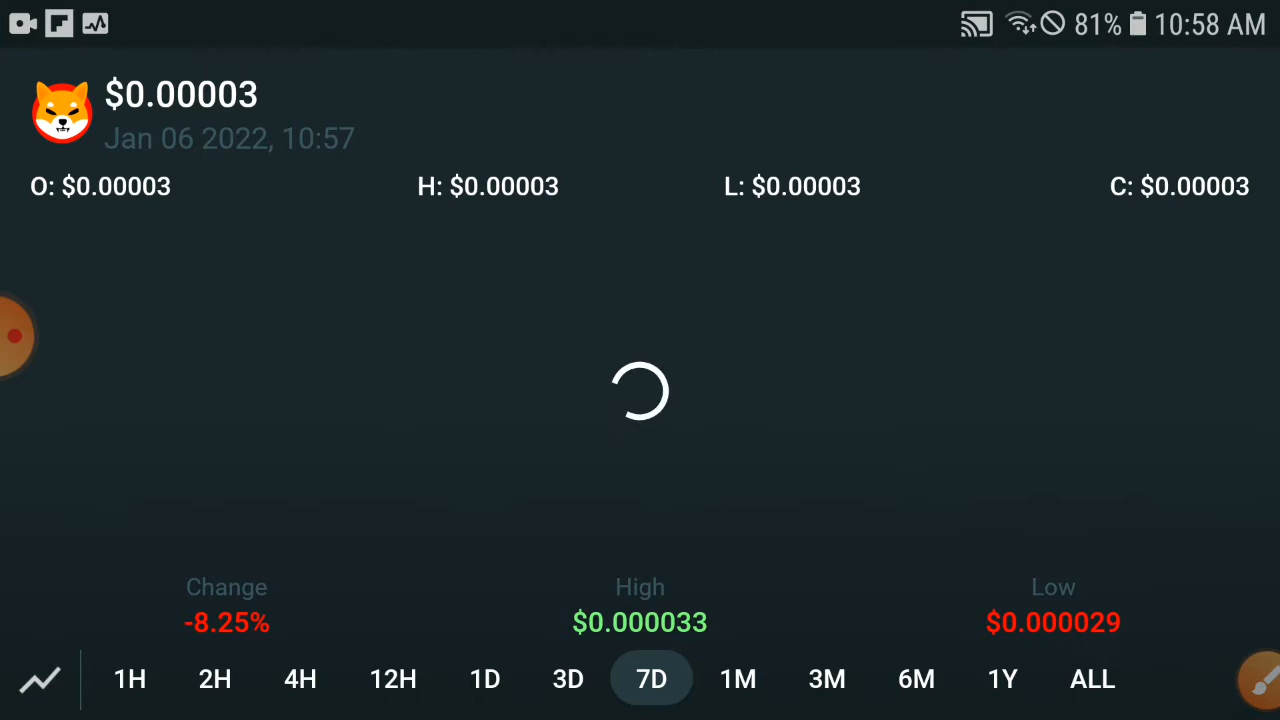 81% 10:58 AM
$0.00003
Jan 06 2022, 10:57
O: $0.00003 H: $0.00003 L: $0.00003 C: $0.00003
Change High Low
-8.25% $0.000033 $0.000029
1H 2H 4H 12H 1D 3D 7D 1M 3M 6M 1Y ALL